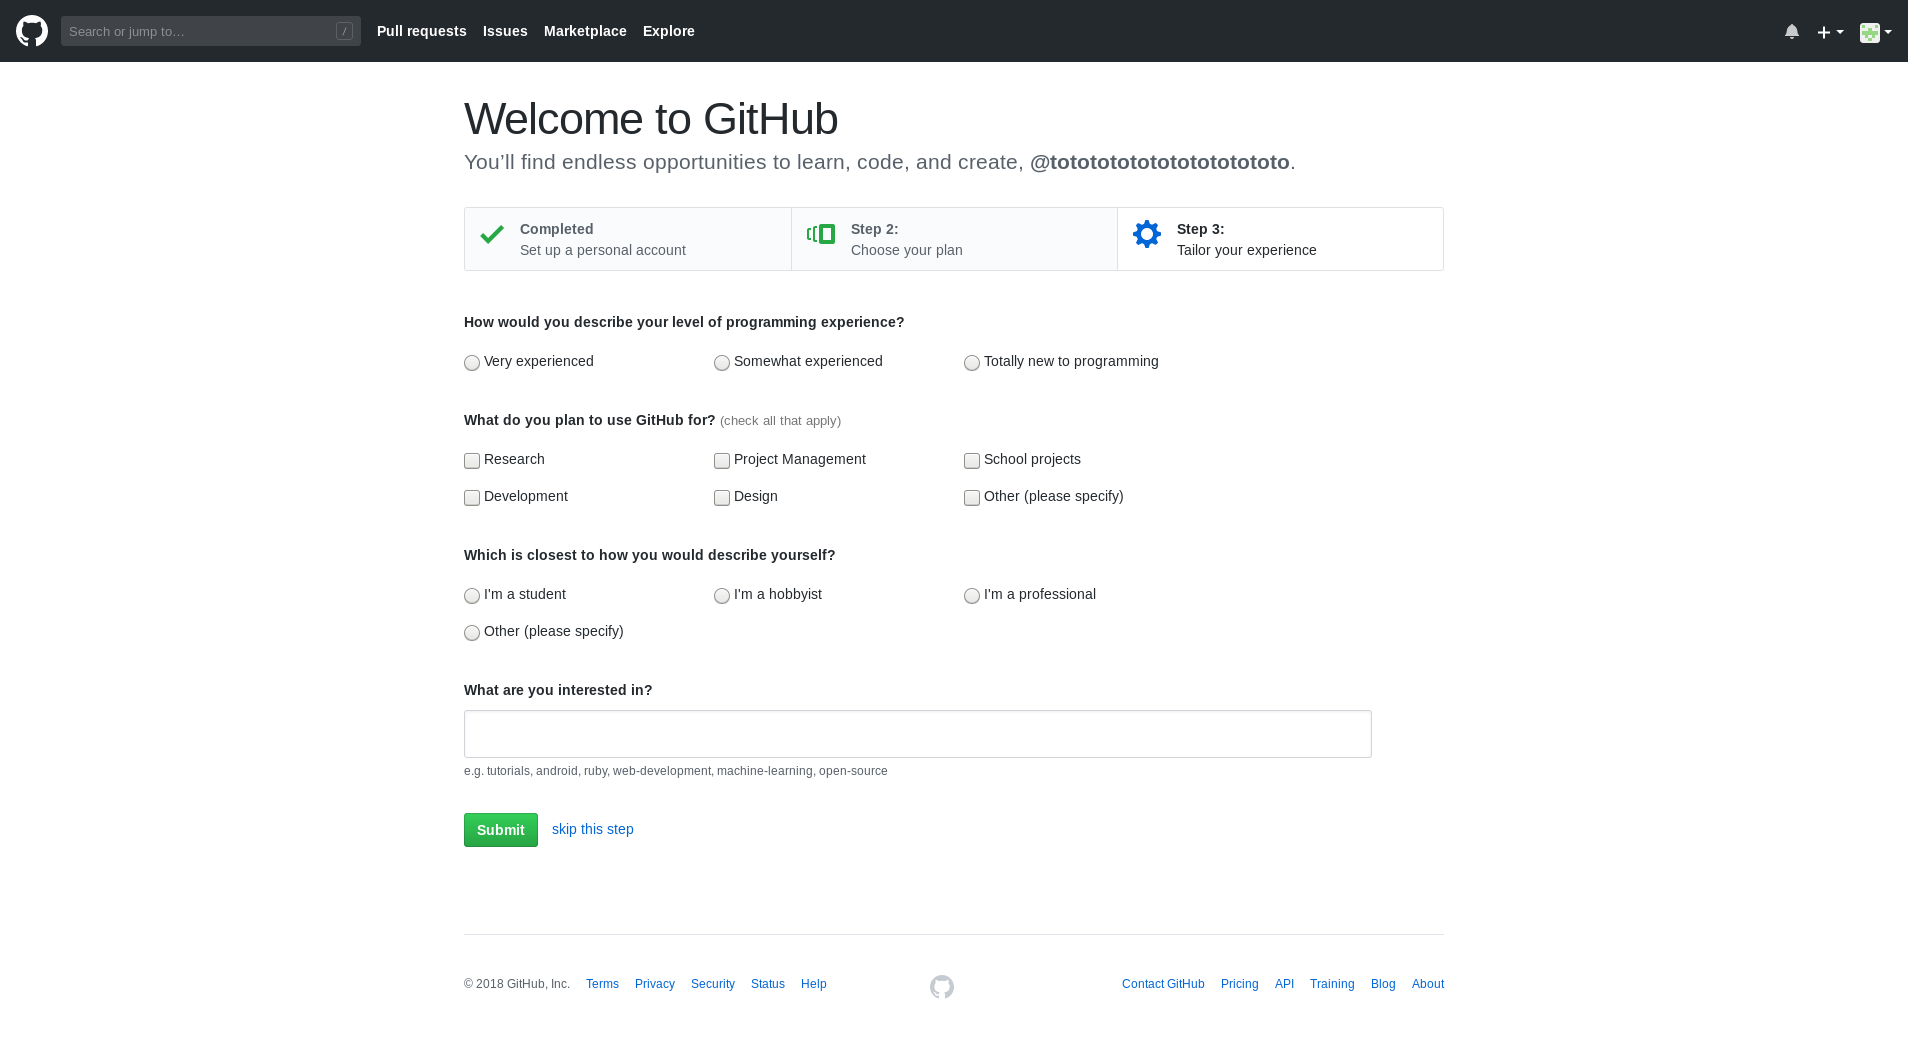 Search or jump to…
/
Pull requests
Issues
Marketplace
Explore
Welcome to GitHub
You’ll find endless opportunities to learn, code, and create, @totototototototototototo.
Completed
Set up a personal account
Step 2:
Choose your plan
Step 3:
Tailor your experience
How would you describe your level of programming experience?
Very experienced
Somewhat experienced
Totally new to programming
What do you plan to use GitHub for? (check all that apply)
Research
Project Management
School projects
Development
Design
Other (please specify)
Which is closest to how you would describe yourself?
I'm a student
I'm a hobbyist
I'm a professional
Other (please specify)
What are you interested in?
e.g. tutorials, android, ruby, web-development, machine-learning, open-source
Submit
skip this step
© 2018 GitHub, Inc.
Terms
Privacy
Security
Status
Help
Contact GitHub
Pricing
API
Training
Blog
About